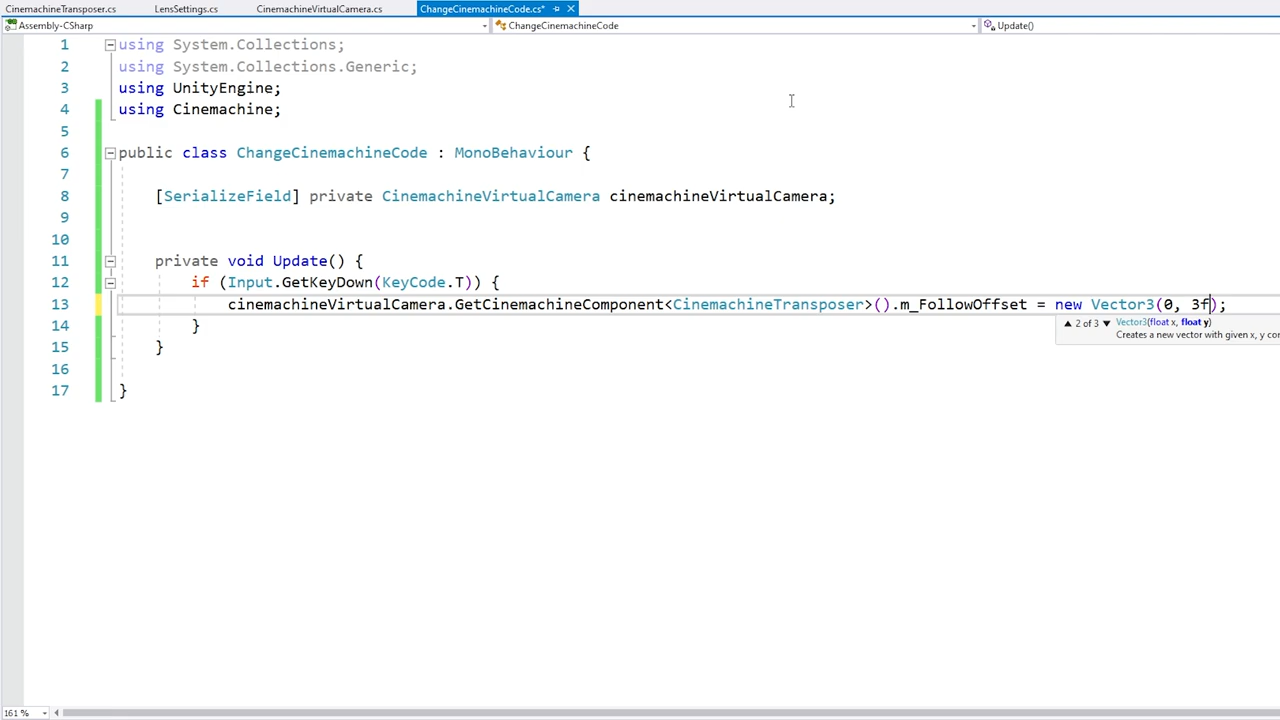 CinemachineTransposer.cs LensSettings.cs CinemachineVirtualCamera.cs ChangeCinemachineCode.cs*
Assembly-CSharp ChangeCinemachineCode Update()
1 using System.Collections;
2 using System.Collections.Generic;
3 using UnityEngine;
4 using Cinemachine;
5
6 public class ChangeCinemachineCode : MonoBehaviour {
7
8 [SerializeField] private CinemachineVirtualCamera cinemachineVirtualCamera;
9
10
11 private void Update() {
12 if (Input.GetKeyDown(KeyCode.T)) {
13 cinemachineVirtualCamera.GetCinemachineComponent<CinemachineTransposer>().m_FollowOffset = new Vector3(0, 3f);
▲ 2 of 3 ▼ Vector3(float x, float y)
Creates a new vector with given x, y co
14 }
15 }
16
17 }
161 %